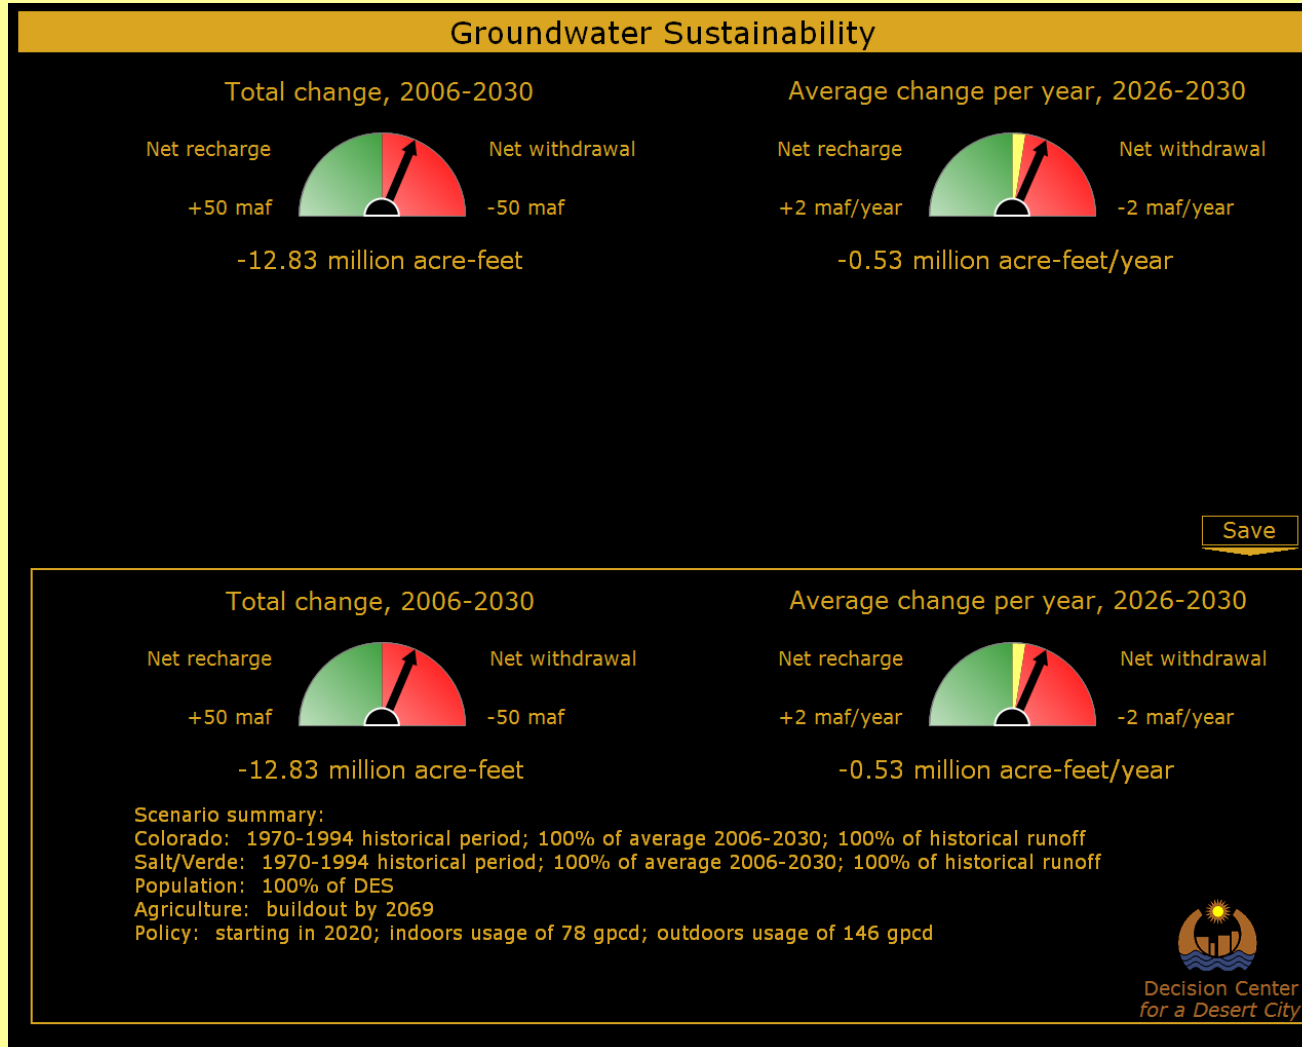 Groundwater Sustainability
Total change, 2006-2030
Average change per year, 2026-2030
Net recharge
Net withdrawal
Net recharge
Net withdrawal
+50 maf
-50 maf
+2 maf/year
-2 maf/year
-12.83 million acre-feet
-0.53 million acre-feet/year
Save
Total change, 2006-2030
Average change per year, 2026-2030
Net recharge
Net withdrawal
Net recharge
Net withdrawal
+50 maf
-50 maf
+2 maf/year
-2 maf/year
-12.83 million acre-feet
-0.53 million acre-feet/year
Scenario summary:
Colorado:  1970-1994 historical period; 100% of average 2006-2030; 100% of historical runoff
Salt/Verde:  1970-1994 historical period; 100% of average 2006-2030; 100% of historical runoff
Population:  100% of DES
Agriculture:  buildout by 2069
Policy:  starting in 2020; indoors usage of 78 gpcd; outdoors usage of 146 gpcd
Decision Center
for a Desert City